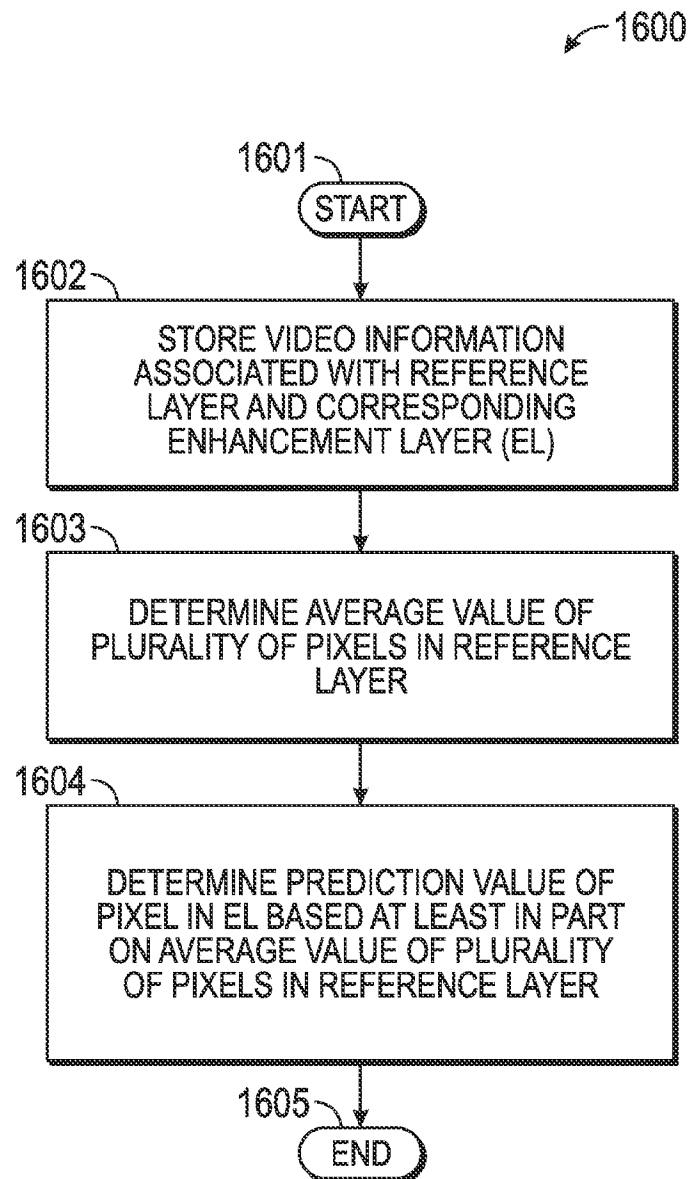 1600
1601
START
1602
STORE VIDEO INFORMATION
ASSOCIATED WITH REFERENCE
LAYER AND CORRESPONDING
ENHANCEMENT LAYER (EL)
1603
DETERMINE AVERAGE VALUE OF
PLURALITY OF PIXELS IN REFERENCE
LAYER
1604
DETERMINE PREDICTION VALUE OF
PIXEL IN EL BASED AT LEAST IN PART
ON AVERAGE VALUE OF PLURALITY
OF PIXELS IN REFERENCE LAYER
1605
END